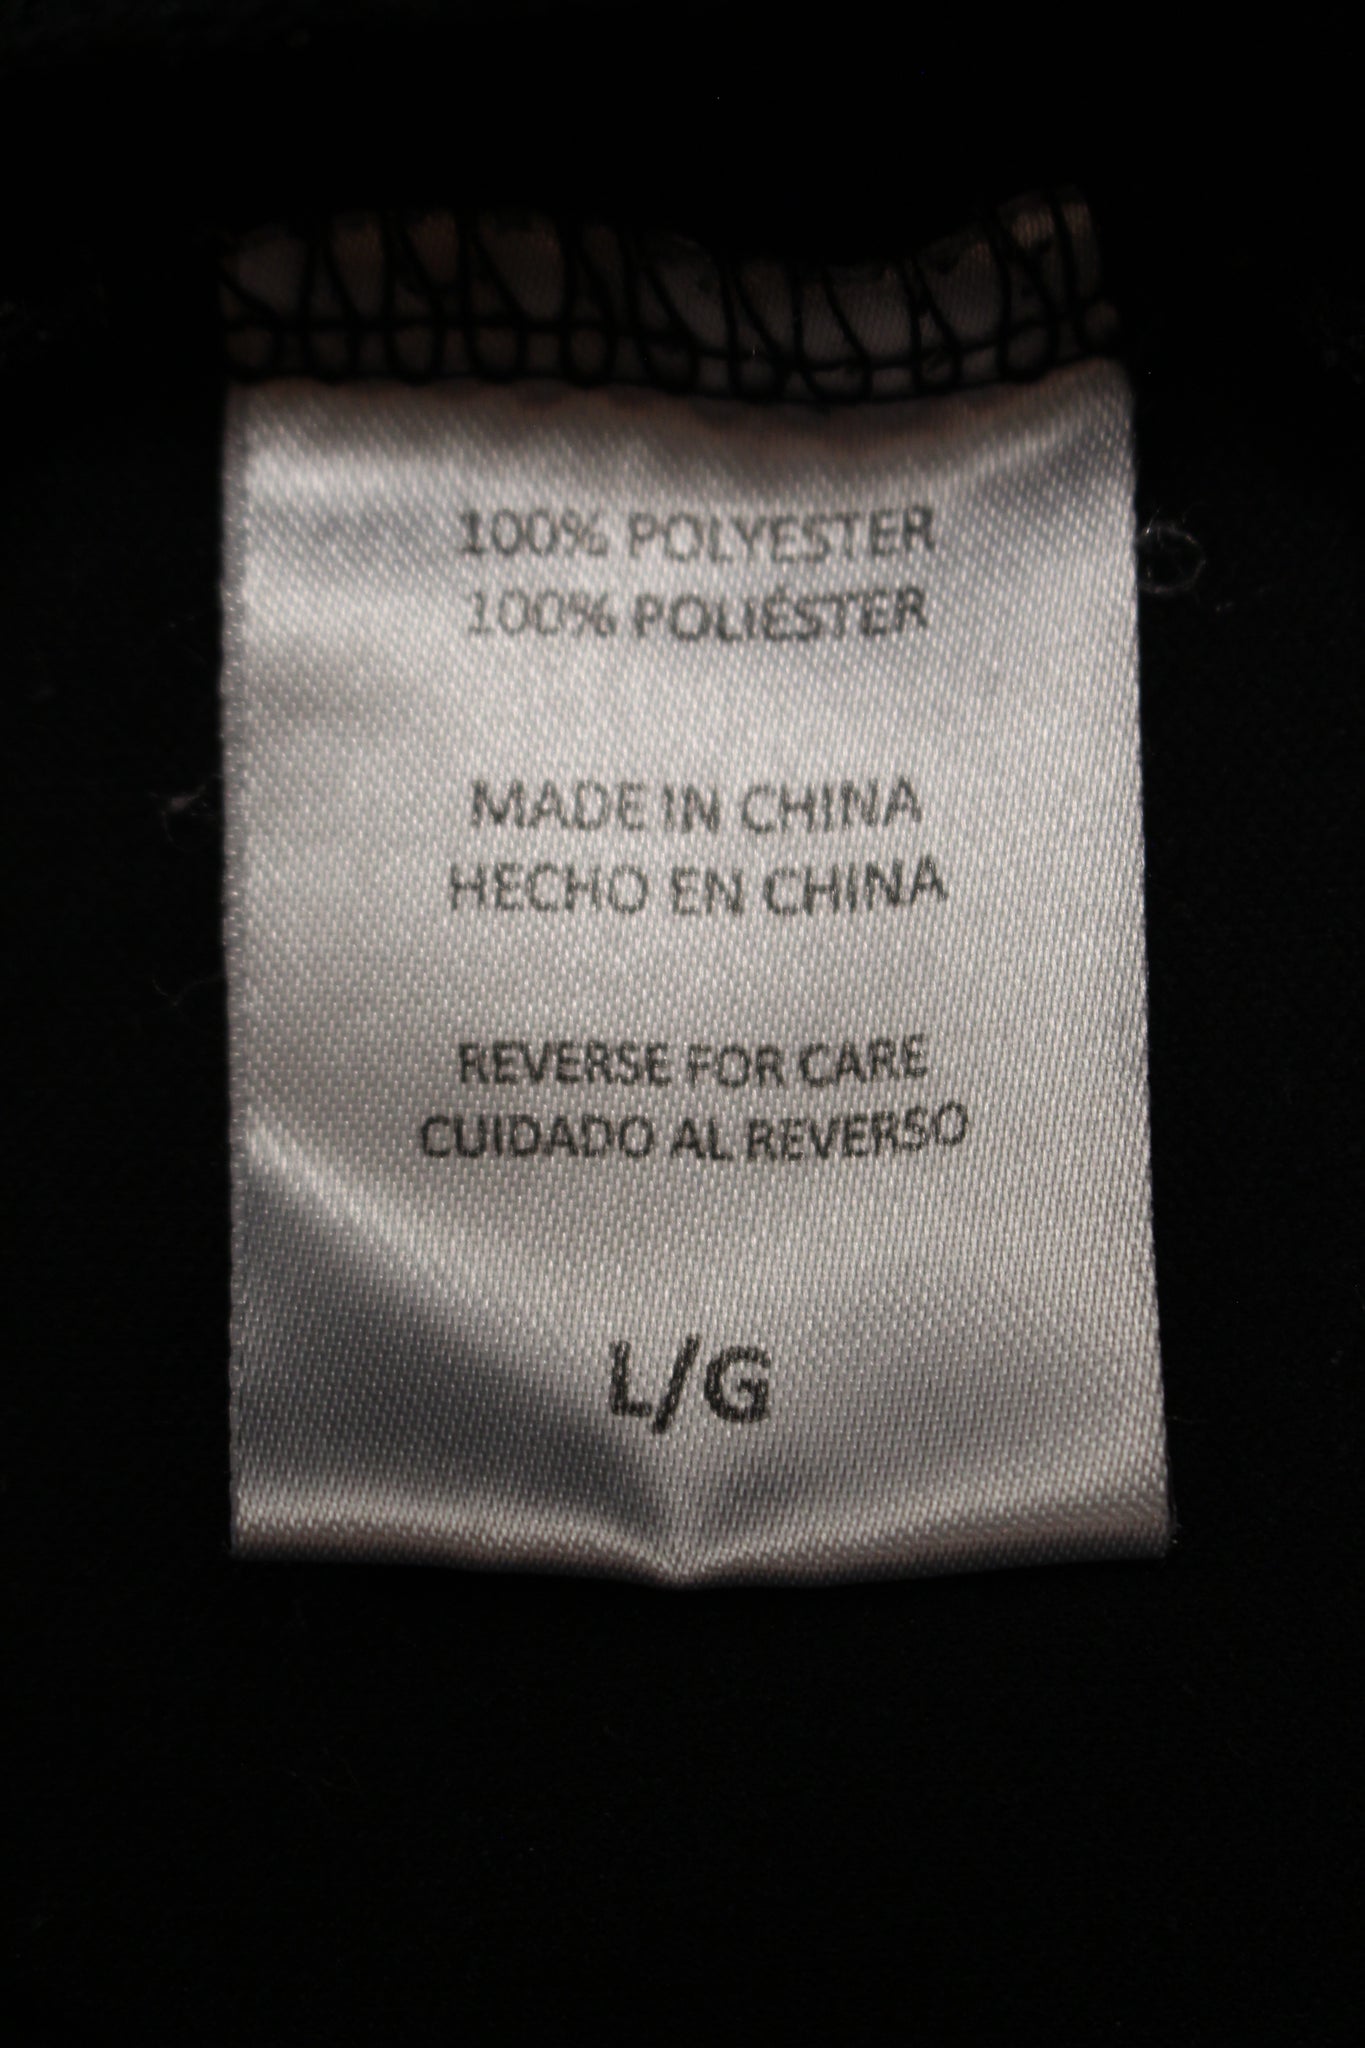 100% POLYESTER
100% POLIÉSTER
MADE IN CHINA
HECHO EN CHINA
REVERSE FOR CARE
CUIDADO AL REVERSO
L/G